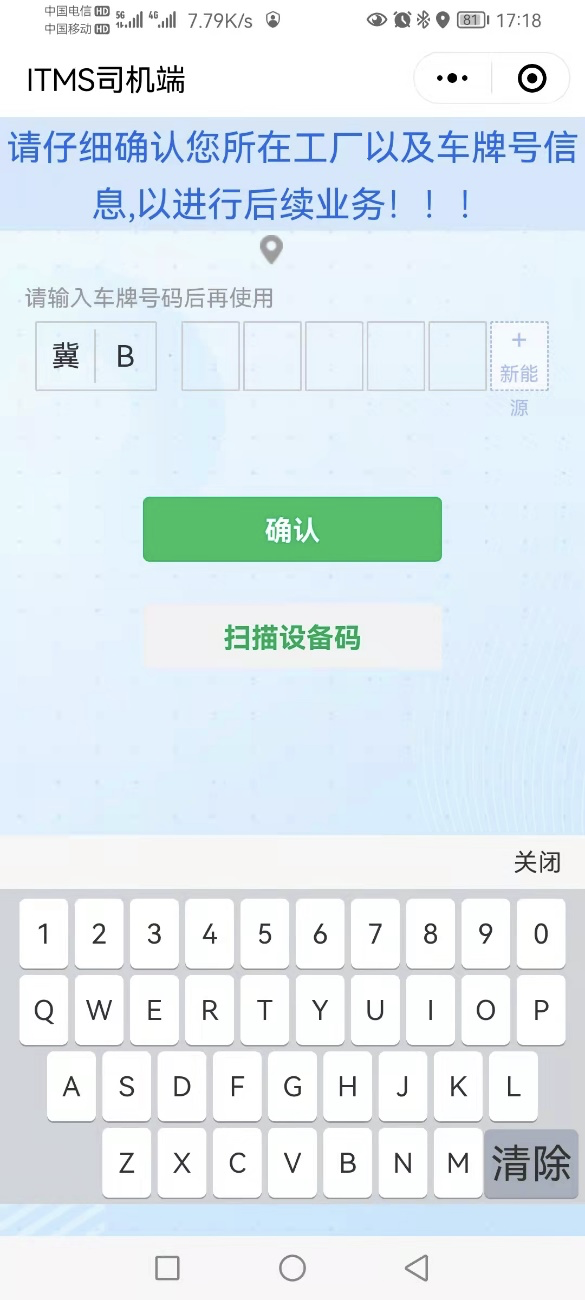 中国电信 HD 5G 4G 7.79K/s 81 17:18
中国移动 HD
ITMS司机端
请仔细确认您所在工厂以及车牌号信
息,以进行后续业务！！！
请输入车牌号码后再使用
冀 B · + 新能
源
确认
扫描设备码
关闭
1 2 3 4 5 6 7 8 9 0
Q W E R T Y U I O P
A S D F G H J K L
Z X C V B N M 清除